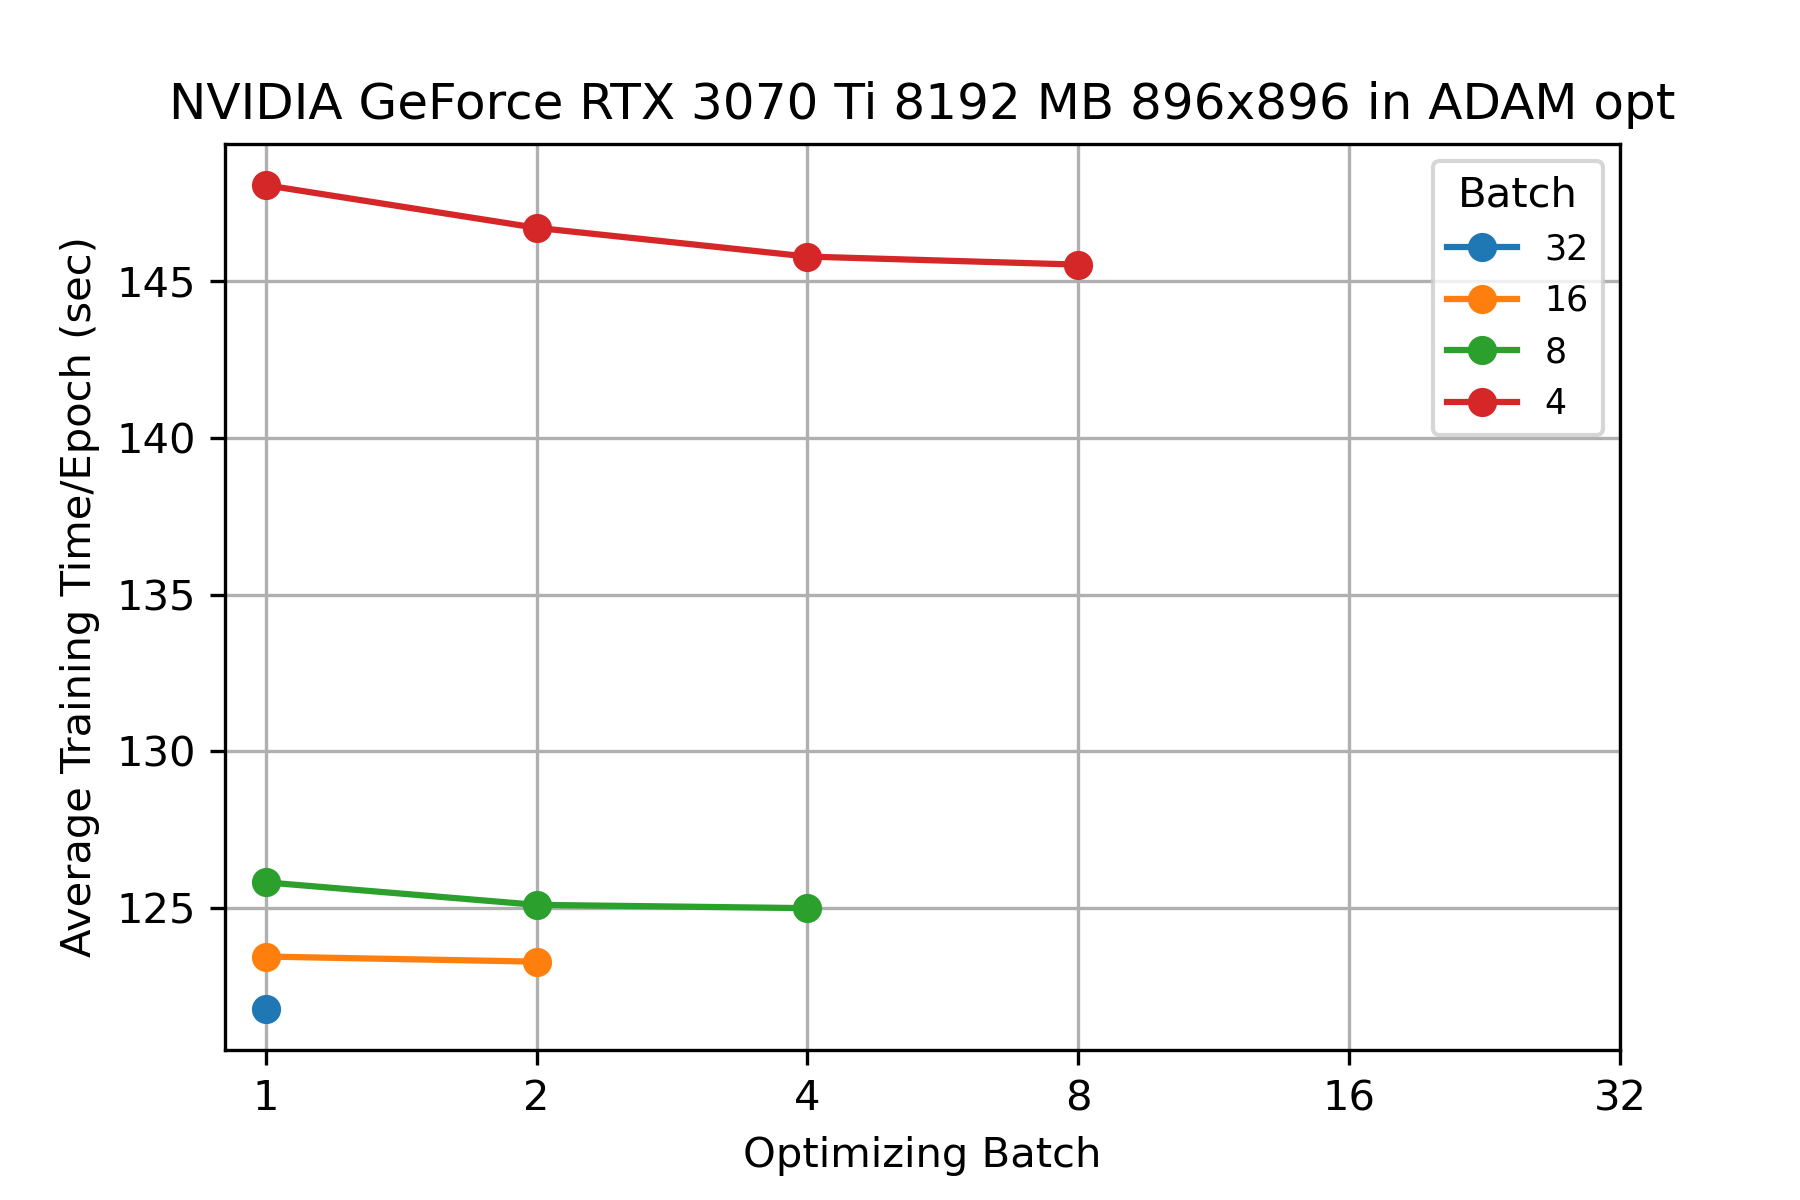 NVIDIA GeForce RTX 3070 Ti 8192 MB 896x896 in ADAM opt
Average Training Time/Epoch (sec)
145
140
135
130
125
Batch
32
16
8
4
1 2 4 8 16 32
Optimizing Batch